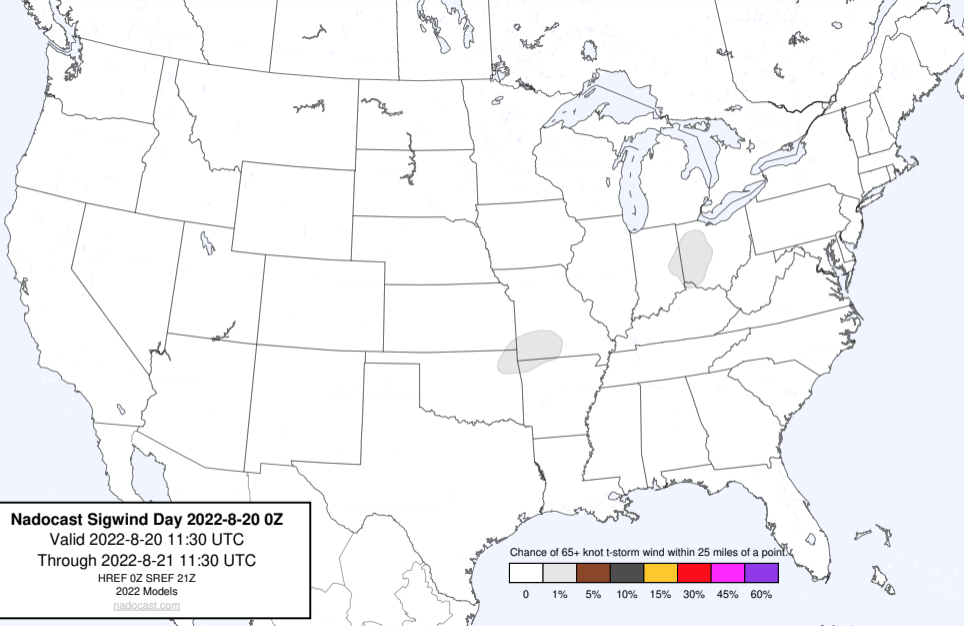 Nadocast Sigwind Day 2022-8-20 0Z
Valid 2022-8-20 11:30 UTC
Through 2022-8-21 11:30 UTC
HREF 0Z SREF 21Z
2022 Models
nadocast.com
Chance of 65+ knot t-storm wind within 25 miles of a point.
0 1% 5% 10% 15% 30% 45% 60%